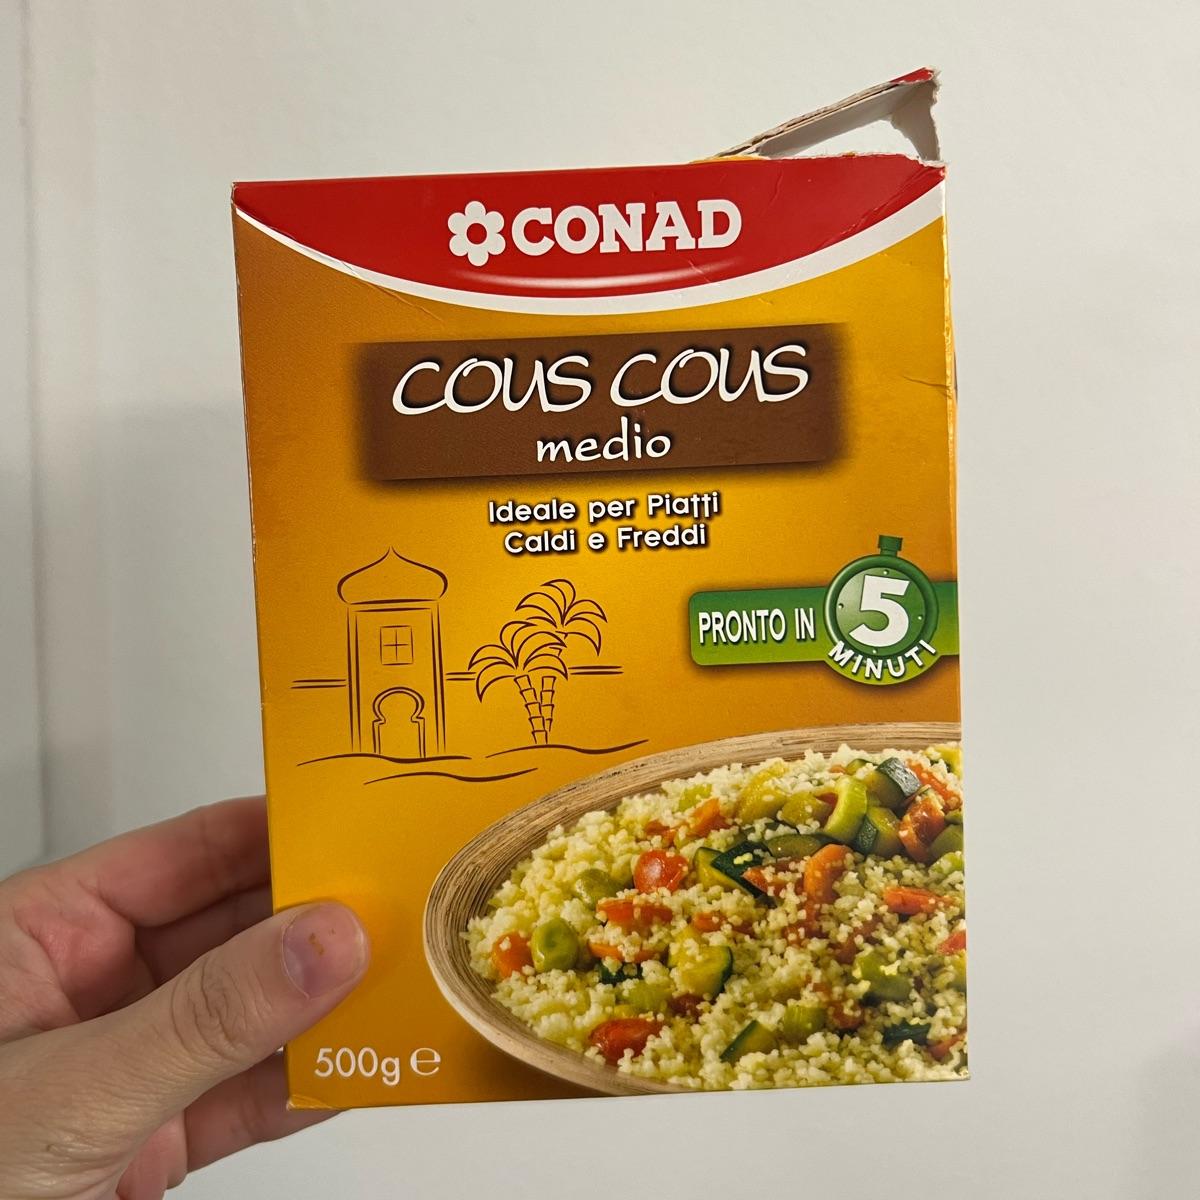 CONAD
COUS COUS
medio
Ideale per Piatti
Caldi e Freddi
PRONTO IN 5
MINUTI
500g ℮